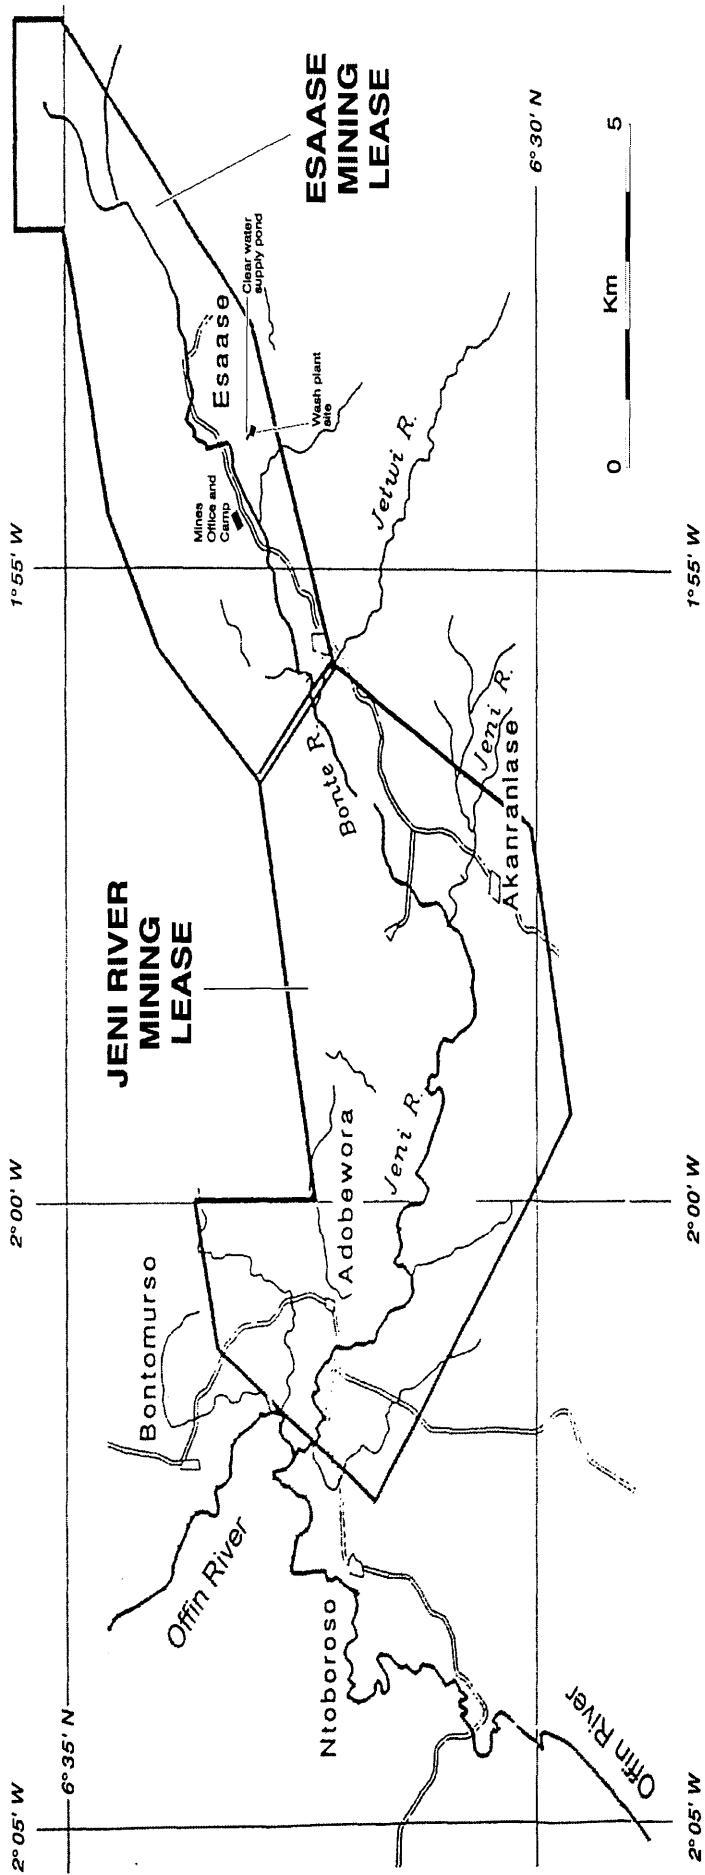 2° 05' W
2° 00' W
1° 55' W
6° 35' N
ESAASE
MINING
LEASE
JENI RIVER
MINING
LEASE
Bontomurso
Mines
Office and
Camp
Esaase
Clear water
supply pond
Wash plant
site
Offin River
Adobewora
Bonte R.
Jetwi R.
Ntoboroso
Jeni R.
Jeni R.
Akanranlase
6° 30' N
Offin River
Km
0
5
2° 05' W
2° 00' W
1° 55' W